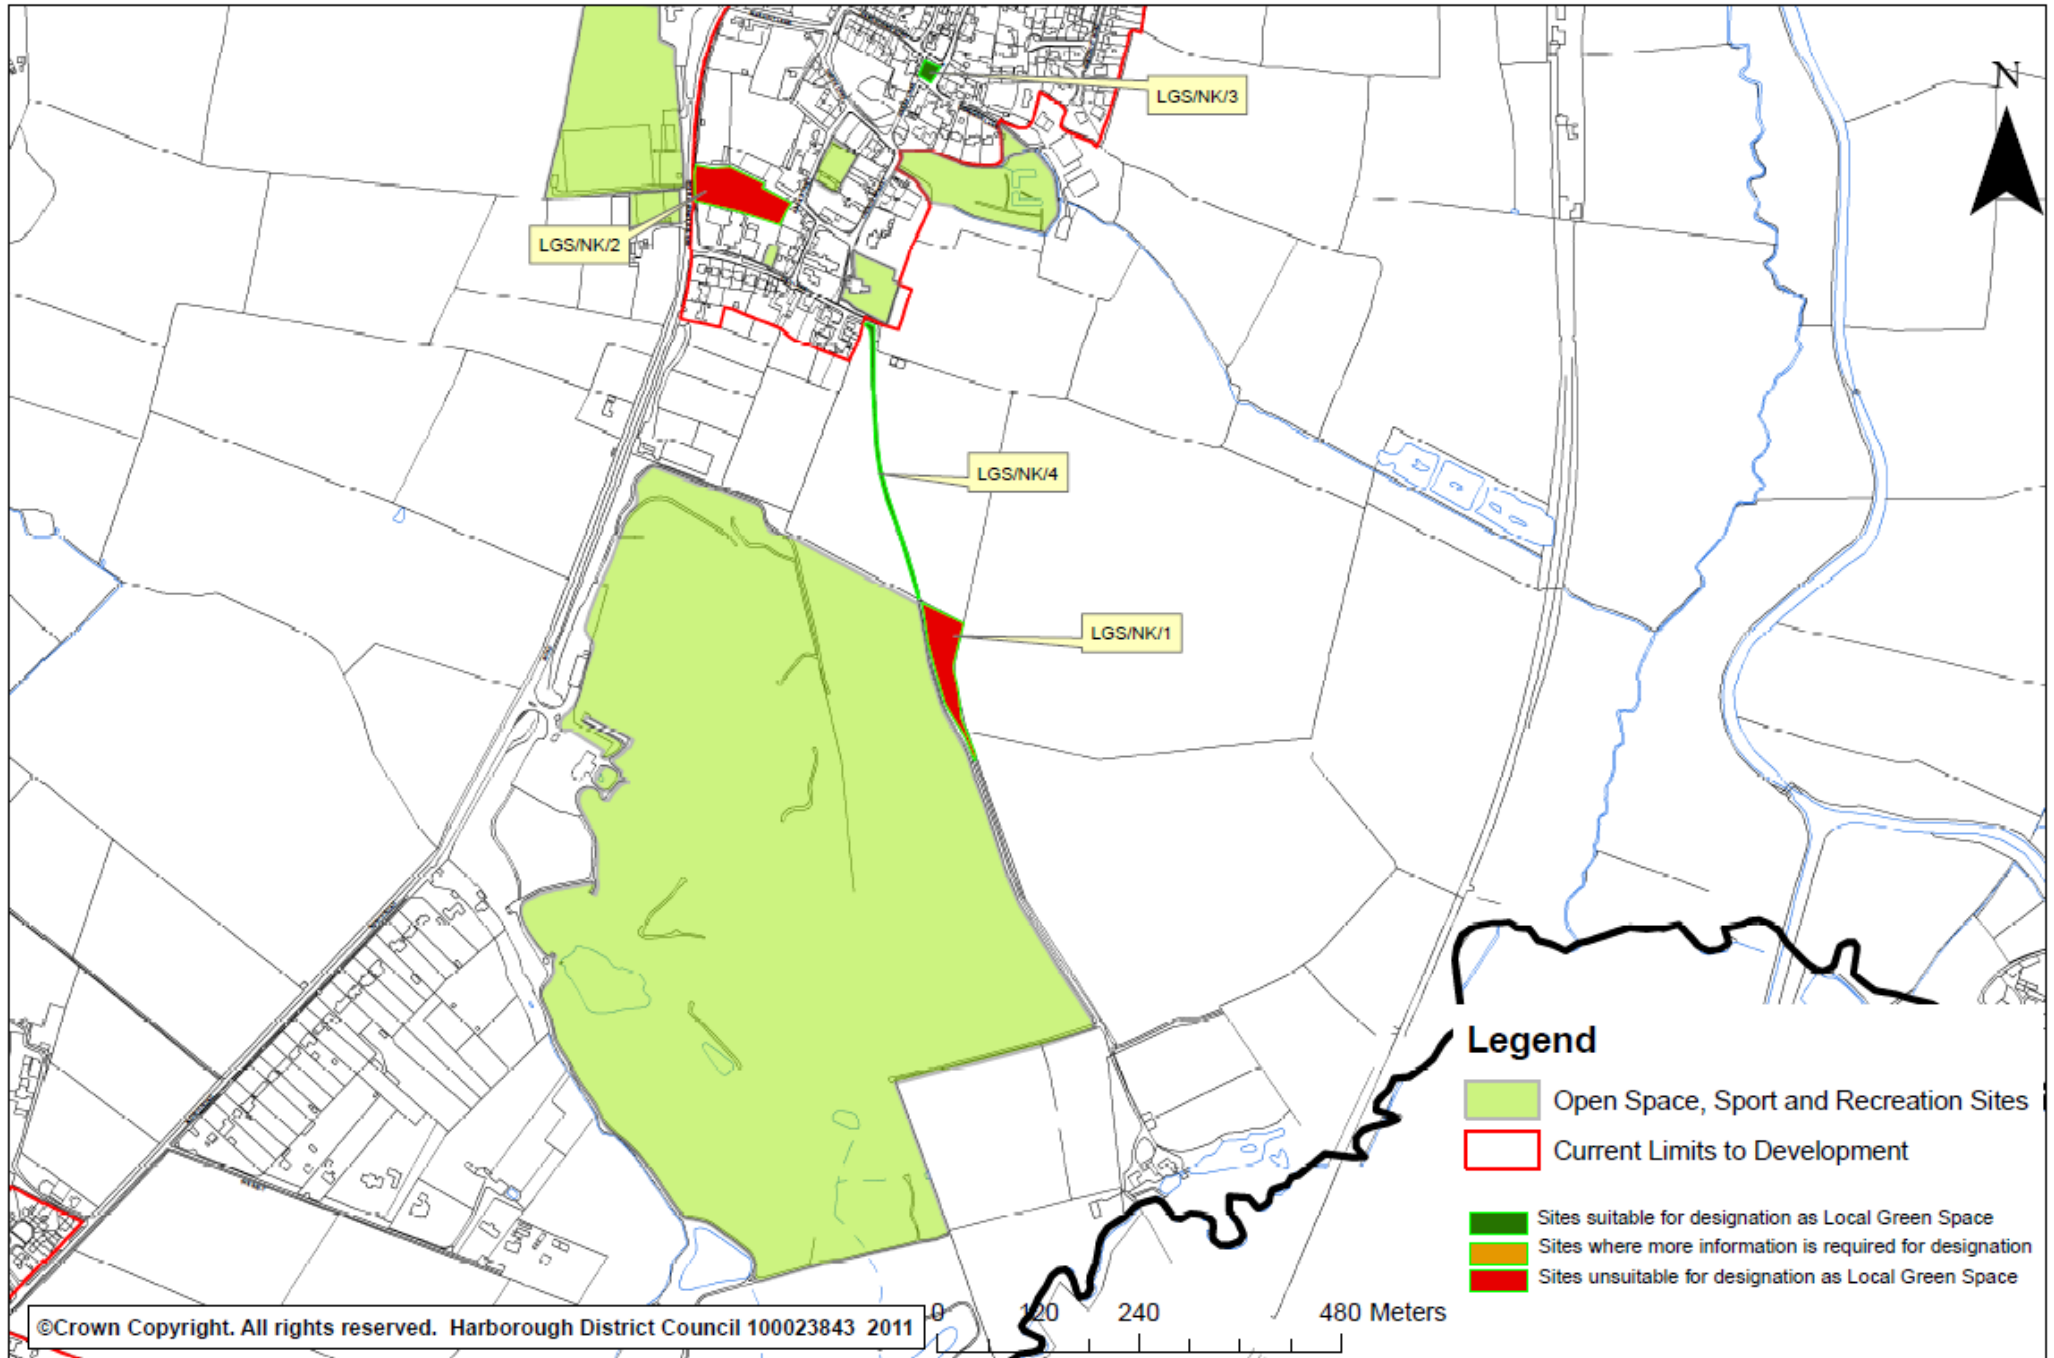 LGS/NK/3
N
LGS/NK/2
LGS/NK/4
LGS/NK/1
Legend
Open Space, Sport and Recreation Sites
Current Limits to Development
Sites suitable for designation as Local Green Space
Sites where more information is required for designation
Sites unsuitable for designation as Local Green Space
0 120 240 480 Meters
©Crown Copyright. All rights reserved. Harborough District Council 100023843 2011